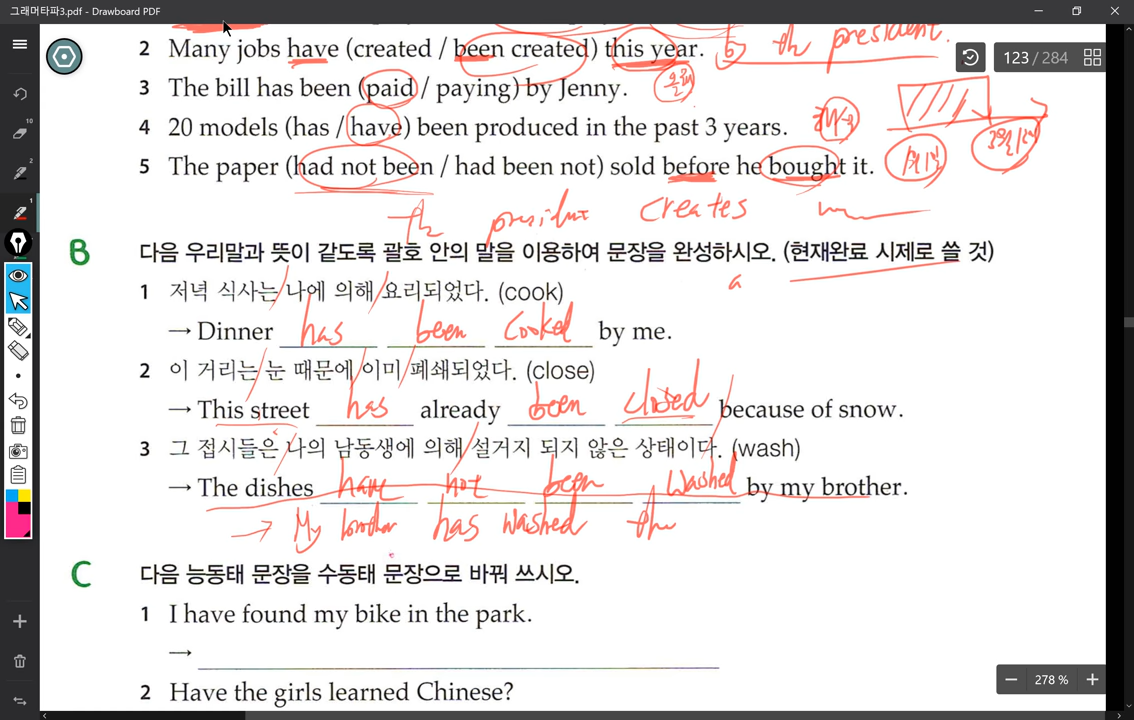 그래머타파3.pdf - Drawboard PDF
2 Many jobs have (created / been created) this year. the president.
123 / 284
3 The bill has been (paid / paying) by Jenny.
4 20 models (has / have) been produced in the past 3 years.
5 The paper (had not been / had been not) sold before he bought it.
the president creates
B 다음 우리말과 뜻이 같도록 괄호 안의 말을 이용하여 문장을 완성하시오. (현재완료 시제로 쓸 것)
a
1 저녁 식사는 나에 의해 요리되었다. (cook)
→ Dinner has been cooked by me.
2 이 거리는 눈 때문에 이미 폐쇄되었다. (close)
→ This street has already been closed because of snow.
3 그 접시들은 나의 남동생에 의해 설거지 되지 않은 상태이다. (wash)
→ The dishes have not been washed by my brother.
→ My brother has washed the
C 다음 능동태 문장을 수동태 문장으로 바꿔 쓰시오.
1 I have found my bike in the park.
→
2 Have the girls learned Chinese?
278 %
10
2
1